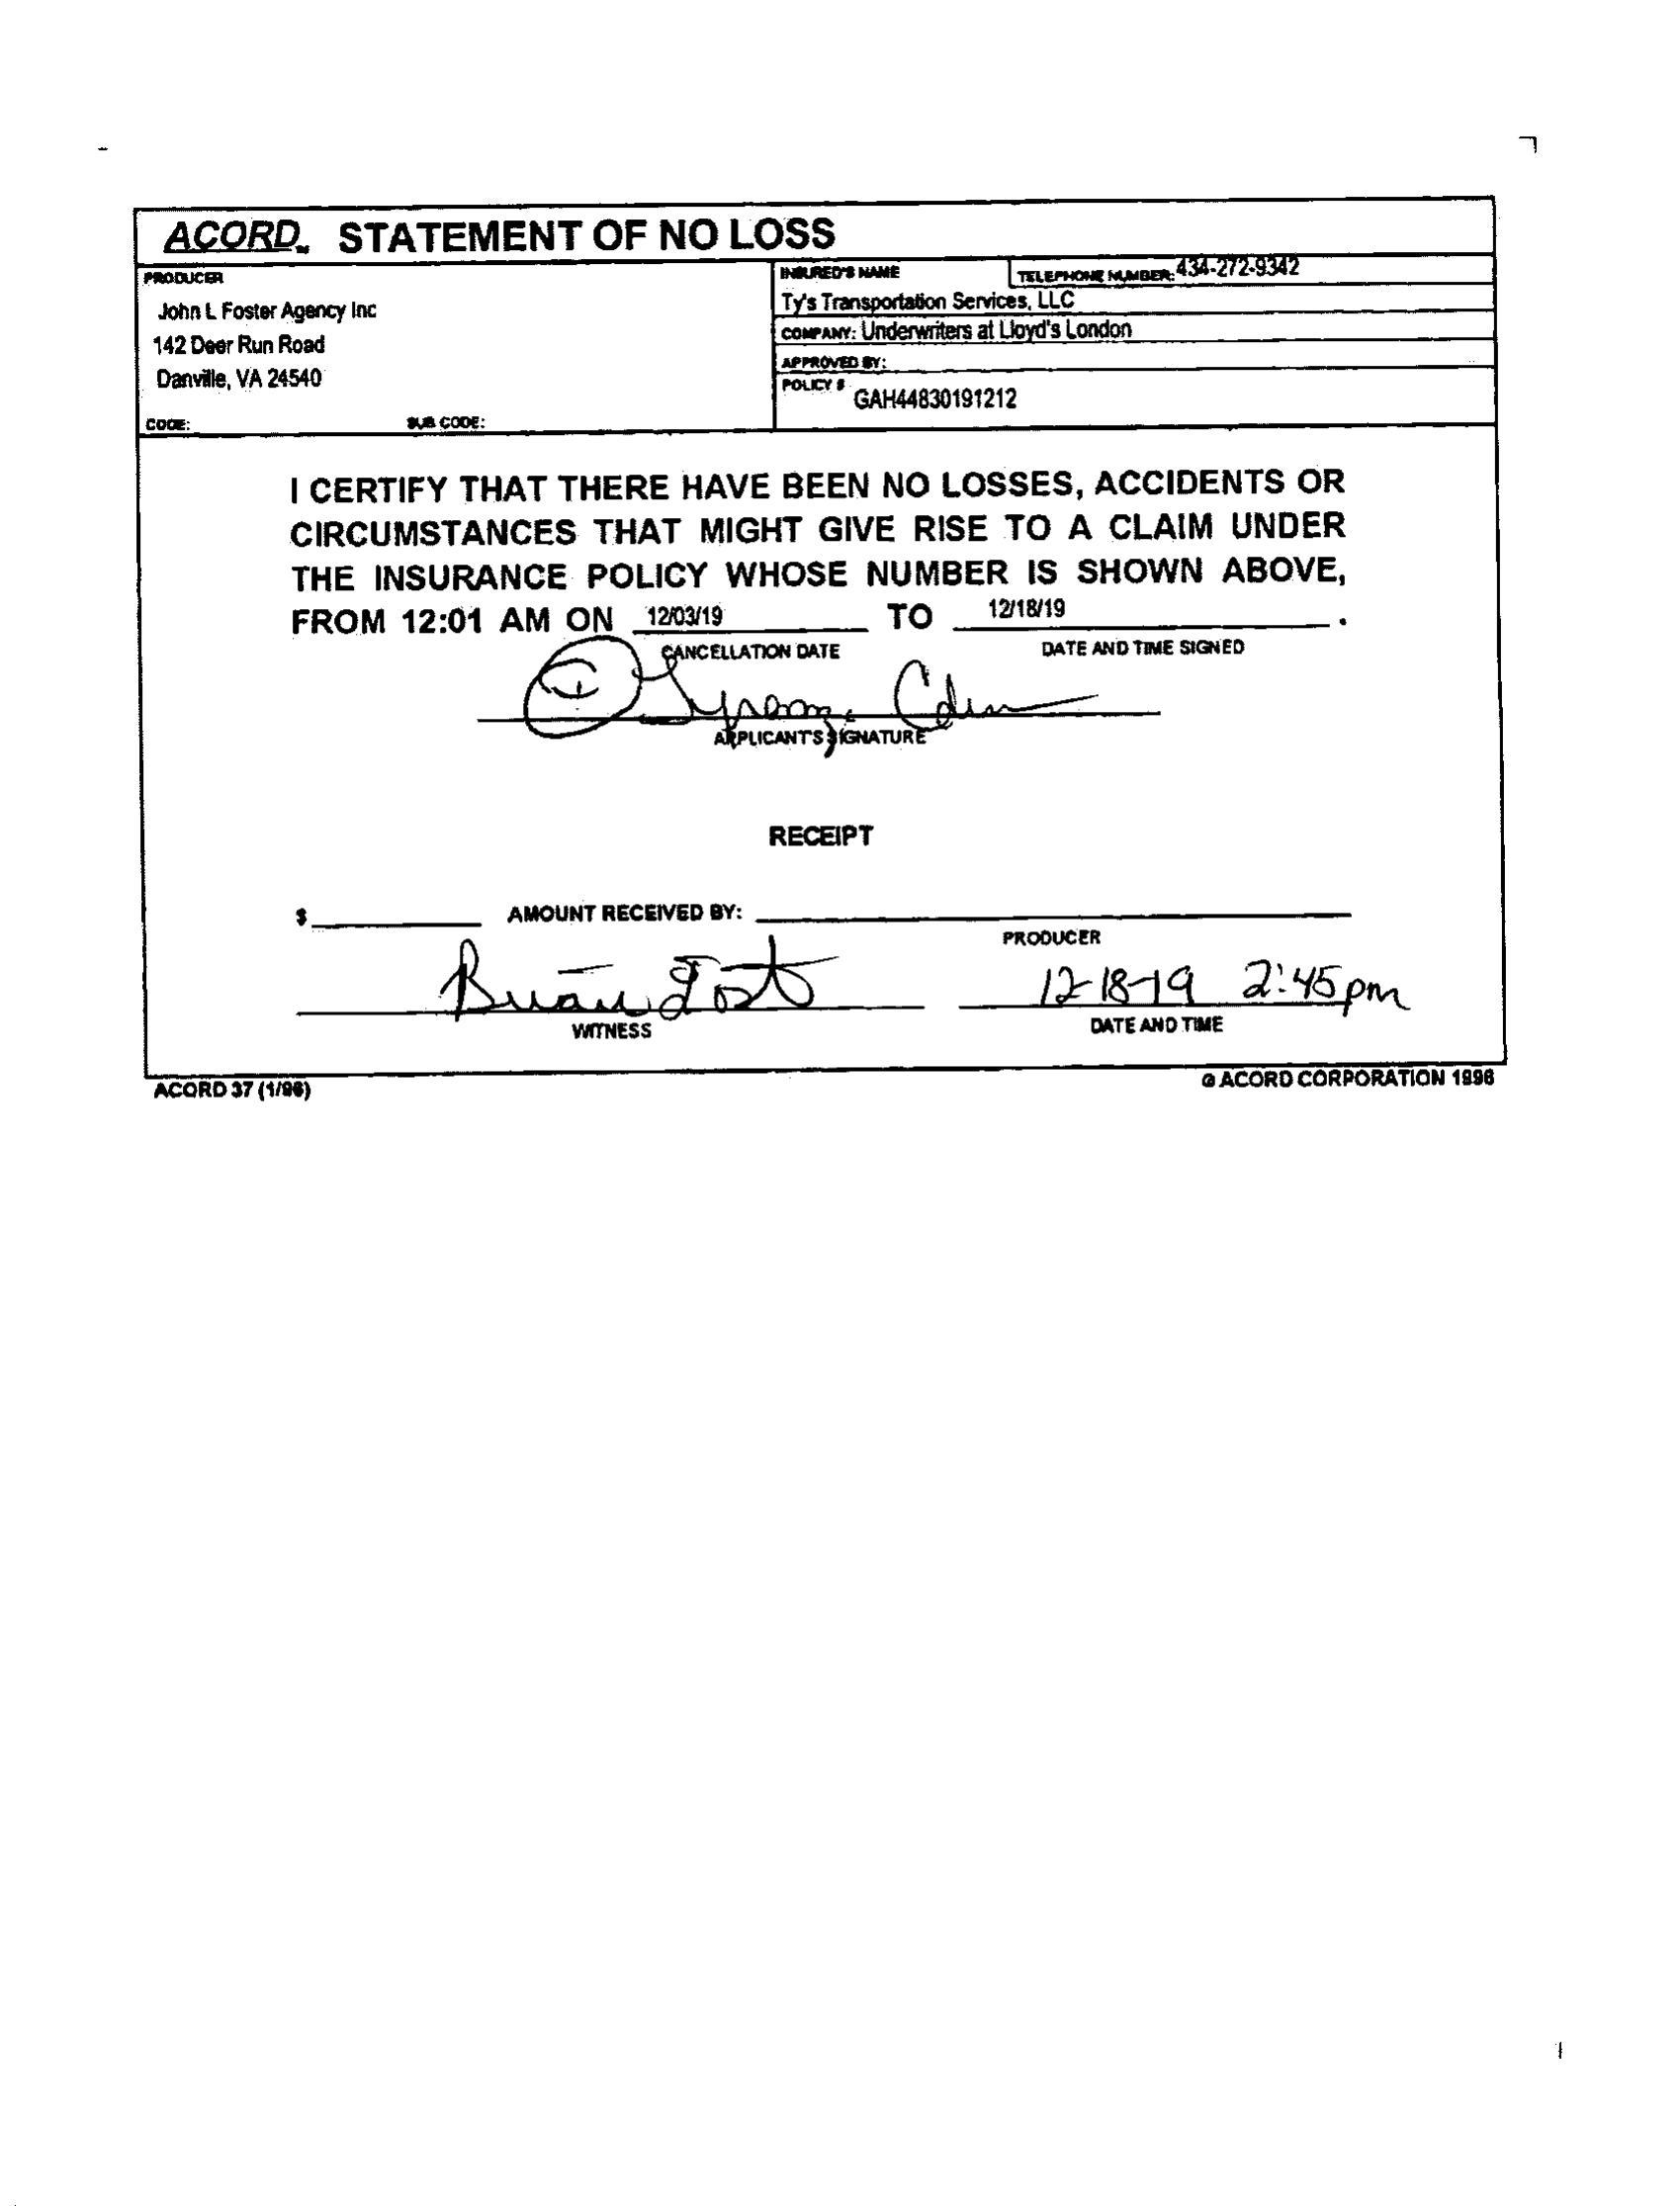 ACORD™ STATEMENT OF NO LOSS
PRODUCER
John L Foster Agency Inc
142 Deer Run Road
Danville, VA 24540
CODE: SUB CODE:
INSURED'S NAME TELEPHONE NUMBER: 434-272-9342
Ty's Transportation Services, LLC
COMPANY: Underwriters at Lloyd's London
APPROVED BY:
POLICY # GAH44830191212
I CERTIFY THAT THERE HAVE BEEN NO LOSSES, ACCIDENTS OR
CIRCUMSTANCES THAT MIGHT GIVE RISE TO A CLAIM UNDER
THE INSURANCE POLICY WHOSE NUMBER IS SHOWN ABOVE,
FROM 12:01 AM ON 12/03/19 TO 12/18/19 .
CANCELLATION DATE DATE AND TIME SIGNED
APPLICANT'S SIGNATURE
RECEIPT
$ AMOUNT RECEIVED BY:
PRODUCER
Brian 12-18-19 2:45pm
WITNESS DATE AND TIME
ACORD 37 (1/96) © ACORD CORPORATION 1996